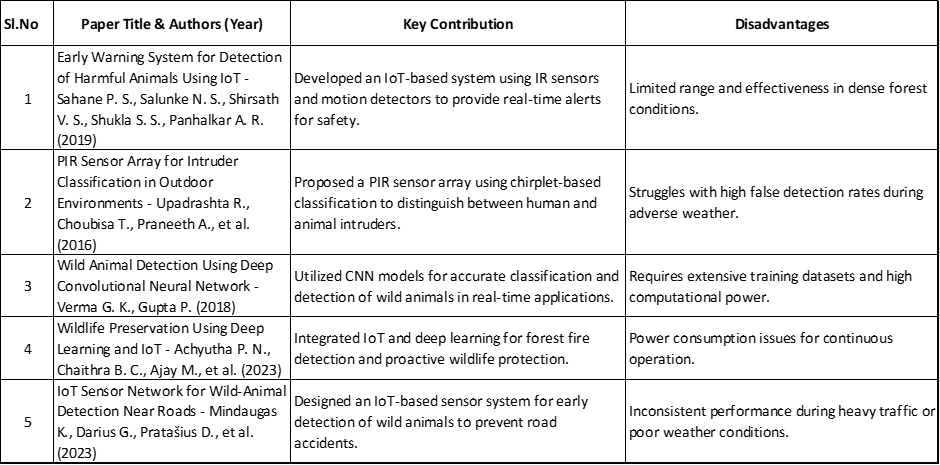 Sl.No Paper Title & Authors (Year) Key Contribution Disadvantages
1
Early Warning System for Detection
of Harmful Animals Using IoT -
Sahane P. S., Salunke N. S., Shirsath
V. S., Shukla S. S., Panhalkar A. R.
(2019)
Developed an IoT-based system using IR sensors
and motion detectors to provide real-time alerts
for safety.
Limited range and effectiveness in dense forest
conditions.
2
PIR Sensor Array for Intruder
Classification in Outdoor
Environments - Upadrashta R.,
Choubisa T., Praneeth A., et al.
(2016)
Proposed a PIR sensor array using chirplet-based
classification to distinguish between human and
animal intruders.
Struggles with high false detection rates during
adverse weather.
3
Wild Animal Detection Using Deep
Convolutional Neural Network -
Verma G. K., Gupta P. (2018)
Utilized CNN models for accurate classification and
detection of wild animals in real-time applications.
Requires extensive training datasets and high
computational power.
4
Wildlife Preservation Using Deep
Learning and IoT - Achyutha P. N.,
Chaithra B. C., Ajay M., et al. (2023)
Integrated IoT and deep learning for forest fire
detection and proactive wildlife protection.
Power consumption issues for continuous
operation.
5
IoT Sensor Network for Wild-Animal
Detection Near Roads - Mindaugas
K., Darius G., Pratašius D., et al.
(2023)
Designed an IoT-based sensor system for early
detection of wild animals to prevent road
accidents.
Inconsistent performance during heavy traffic or
poor weather conditions.